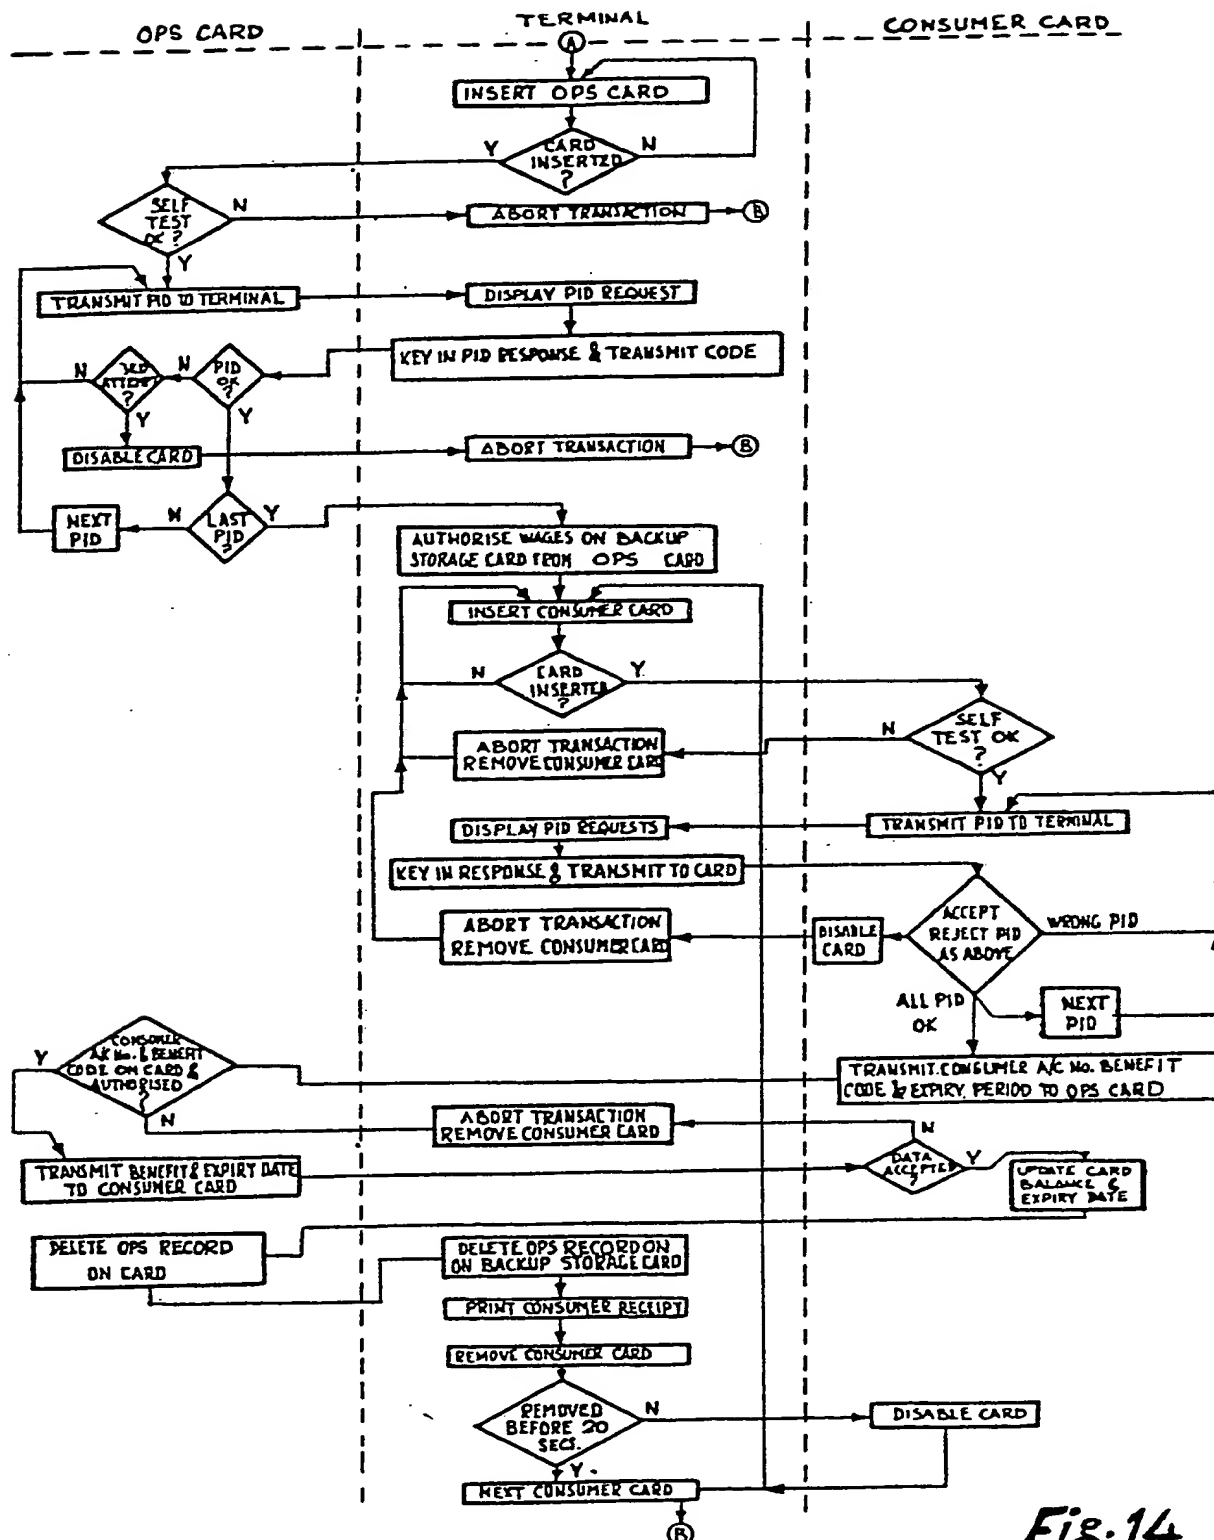 OPS CARD
TERMINAL
CONSUMER CARD
A
INSERT OPS CARD
CARD
INSERTED
?
Y
N
SELF
TEST
OK ?
N
Y
ABORT TRANSACTION
B
TRANSMIT PID TO TERMINAL
DISPLAY PID REQUEST
KEY IN PID RESPONSE & TRANSMIT CODE
PID
OK
?
N
Y
3RD
ATTEMPT
?
N
Y
DISABLE CARD
ABORT TRANSACTION
B
LAST
PID
?
N
Y
NEXT
PID
AUTHORISE WAGES ON BACKUP
STORAGE CARD FROM OPS CARD
INSERT CONSUMER CARD
CARD
INSERTED
?
N
Y
SELF
TEST OK
?
N
Y
ABORT TRANSACTION
REMOVE CONSUMER CARD
TRANSMIT PID TO TERMINAL
DISPLAY PID REQUESTS
KEY IN RESPONSE & TRANSMIT TO CARD
ACCEPT
REJECT PID
AS ABOVE
WRONG PID
DISABLE
CARD
ABORT TRANSACTION
REMOVE CONSUMER CARD
ALL PID
OK
NEXT
PID
TRANSMIT CONSUMER A/C No. BENEFIT
CODE & EXPIRY PERIOD TO OPS CARD
CONSUMER
A/C No. & BENEFIT
CODE ON CARD &
AUTHORISED
?
Y
N
ABORT TRANSACTION
REMOVE CONSUMER CARD
TRANSMIT BENEFIT & EXPIRY DATE
TO CONSUMER CARD
DATA
ACCEPTED
?
N
Y
UPDATE CARD
BALANCE &
EXPIRY DATE
DELETE OPS RECORD
ON CARD
DELETE OPS RECORD ON
ON BACKUP STORAGE CARD
PRINT CONSUMER RECEIPT
REMOVE CONSUMER CARD
REMOVED
BEFORE 20
SECS.
N
Y.
DISABLE CARD
NEXT CONSUMER CARD
B
Fig. 14